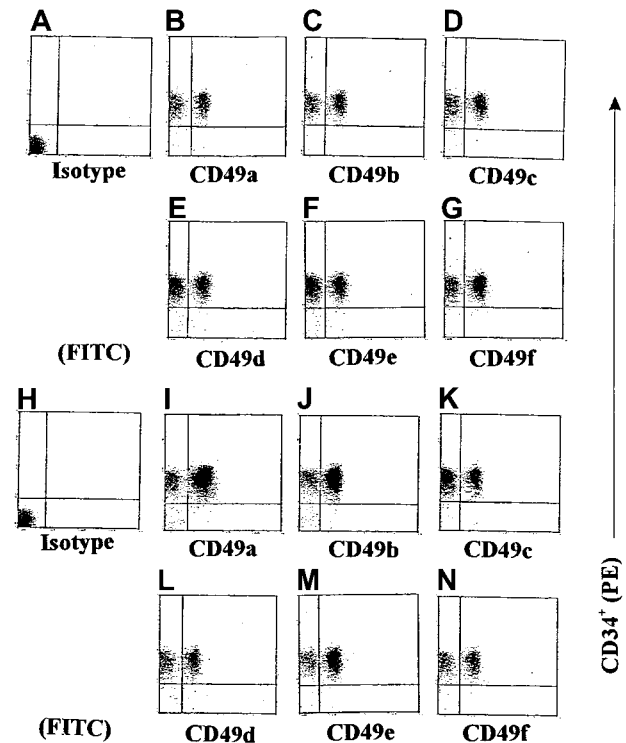 A B C D
Isotype CD49a CD49b CD49c
E F G
(FITC) CD49d CD49e CD49f
H I J K
Isotype CD49a CD49b CD49c
L M N
(FITC) CD49d CD49e CD49f
CD34⁺ (PE)